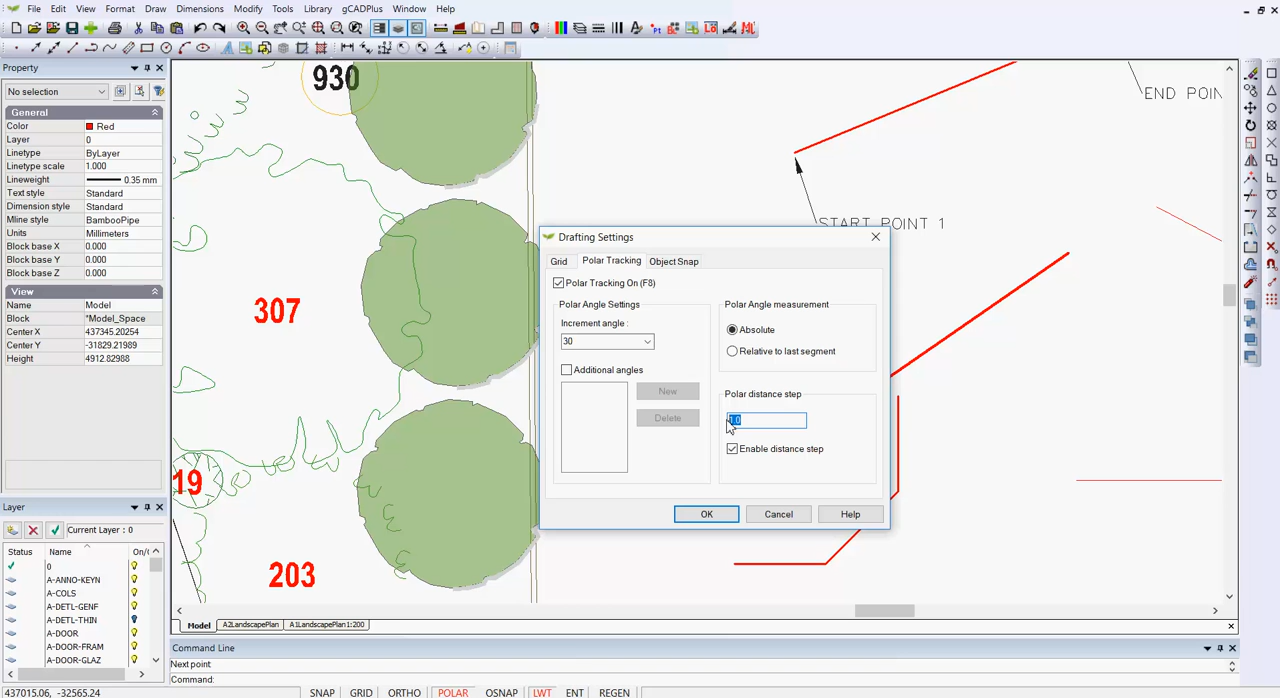 File Edit View Format Draw Dimensions Modify Tools Library gCADPlus Window Help
Property
No selection
General
Color Red
Layer 0
Linetype ByLayer
Linetype scale 1.000
Lineweight 0.35 mm
Text style Standard
Dimension style Standard
Mline style BambooPipe
Units Millimeters
Block base X 0.000
Block base Y 0.000
Block base Z 0.000
View
Name Model
Block *Model_Space
Center X 437345.20254
Center Y -31829.21989
Height 4912.82988
Layer
Current Layer : 0
Status Name On/(
0
A-ANNO-KEYN
A-COLS
A-DETL-GENF
A-DETL-THIN
A-DOOR
A-DOOR-FRAM
A-DOOR-GLAZ
930
307
19
203
END POIN
START POINT 1
Drafting Settings
Grid Polar Tracking Object Snap
Polar Tracking On (F8)
Polar Angle Settings
Increment angle :
30
Additional angles
New
Delete
Polar Angle measurement
Absolute
Relative to last segment
Polar distance step
1.0
Enable distance step
OK Cancel Help
Model A2LandscapePlan A1LandscapePlan1:200
Command Line
Next point
Command:
437015.06, -32565.24 SNAP GRID ORTHO POLAR OSNAP LWT ENT REGEN